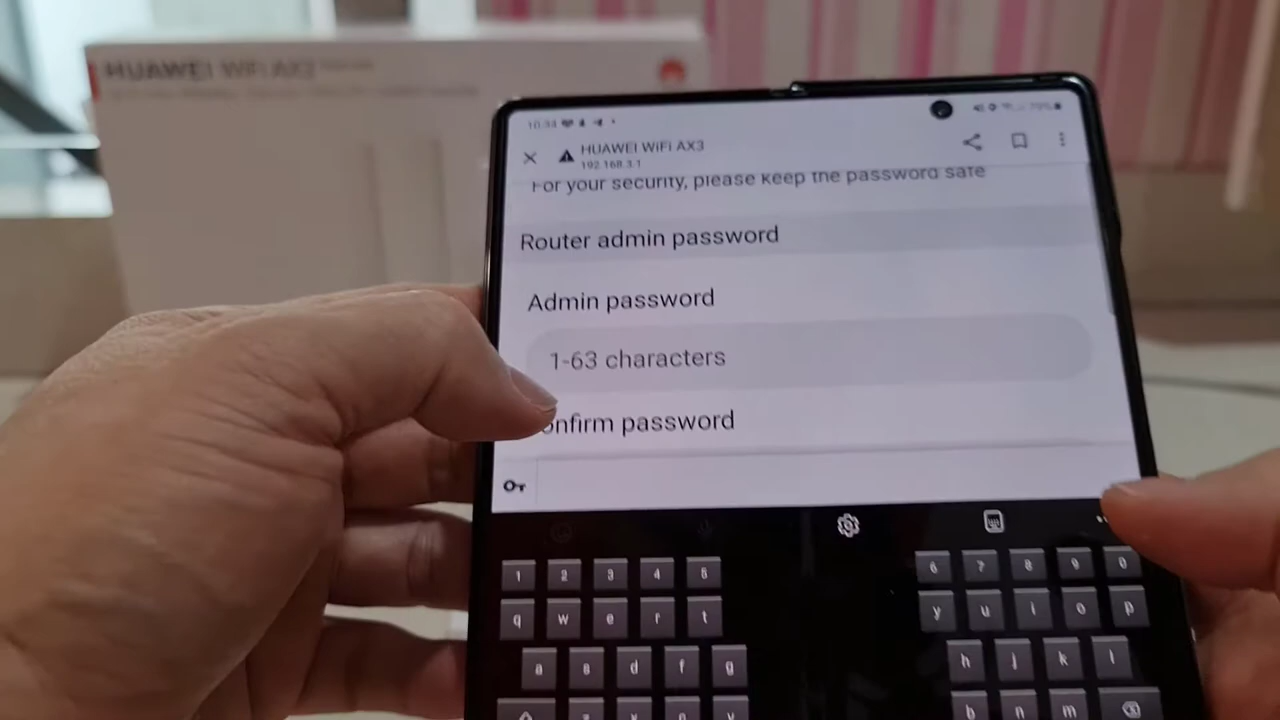 HUAWEI WiFi AX3
10:34
HUAWEI WiFi AX3
192.168.3.1
For your security, please keep the password safe
Router admin password
Admin password
1-63 characters
onfirm password
1 2 3 4 5 6 7 8 9 0
q w e r t y u i o p
a s d f g h j k l
b n m